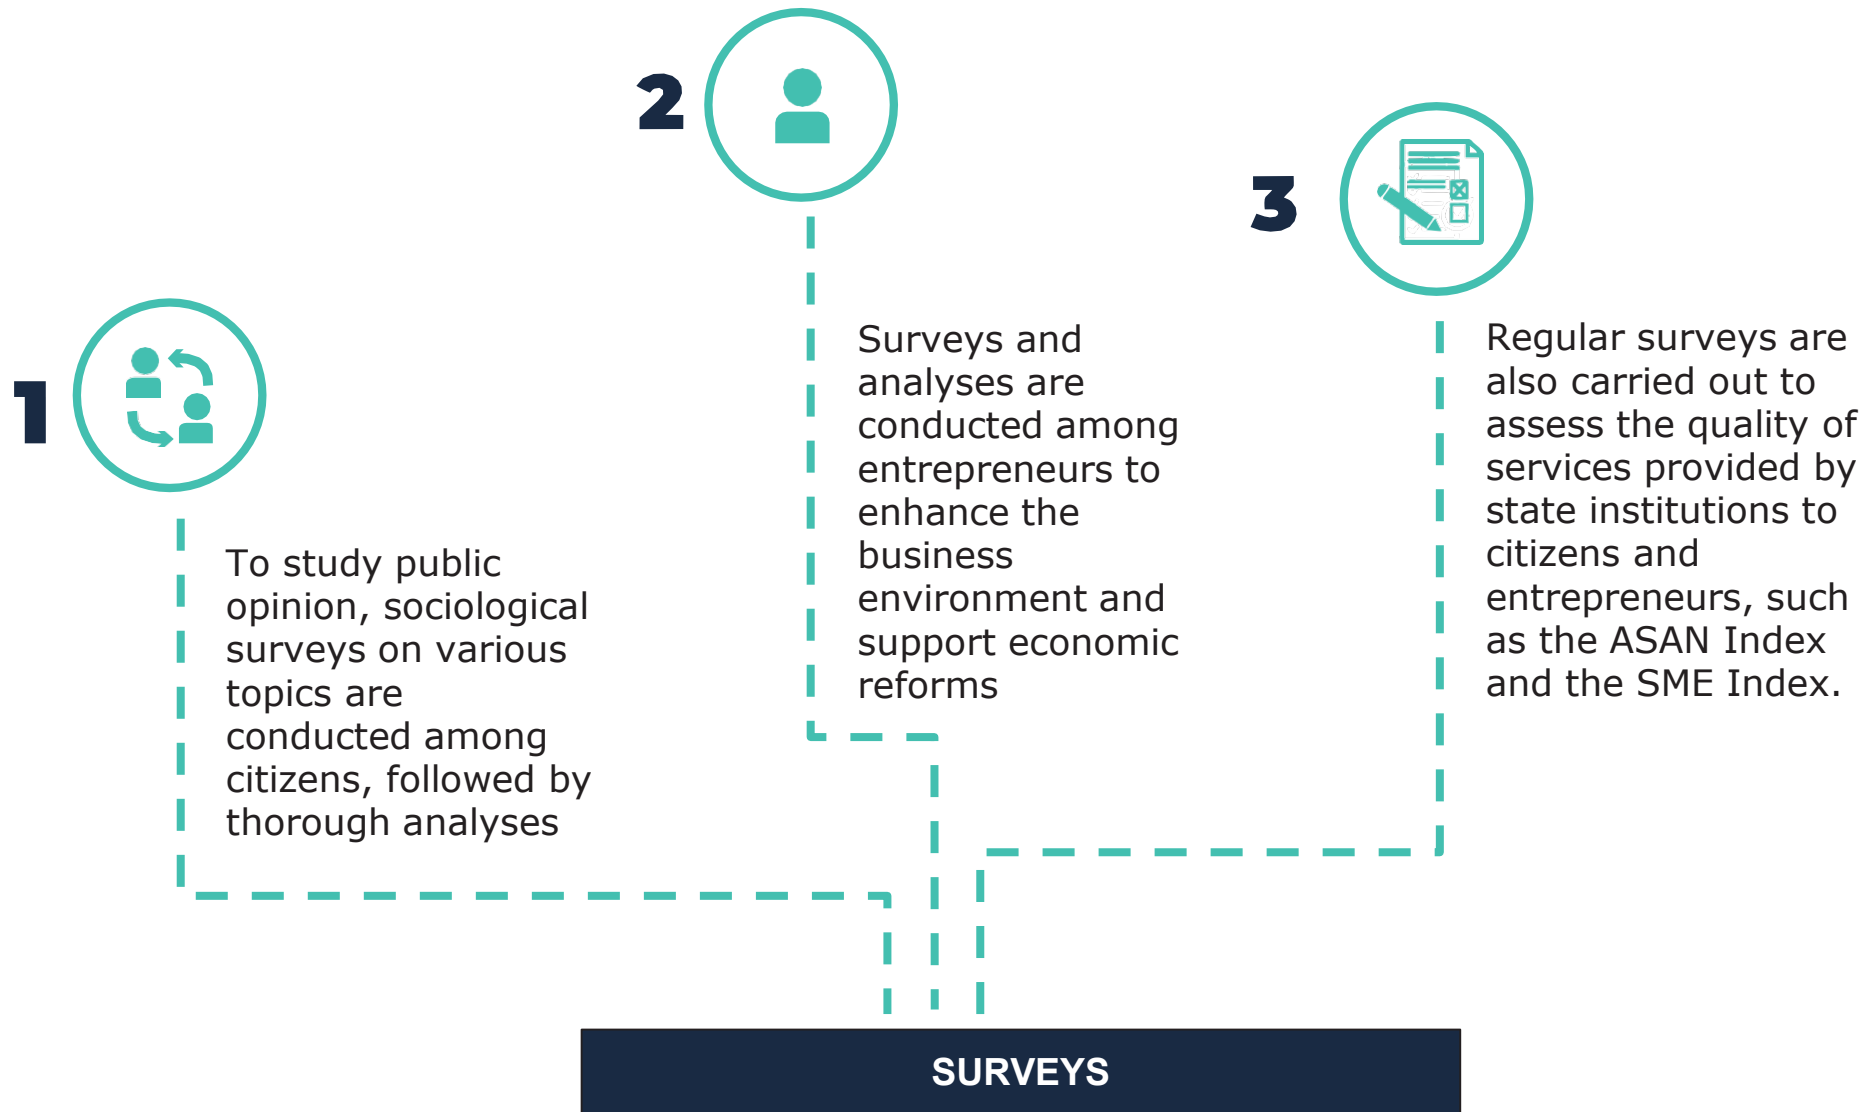 1
To study public
opinion, sociological
surveys on various
topics are
conducted among
citizens, followed by
thorough analyses
2
Surveys and
analyses are
conducted among
entrepreneurs to
enhance the
business
environment and
support economic
reforms
3
Regular surveys are
also carried out to
assess the quality of
services provided by
state institutions to
citizens and
entrepreneurs, such
as the ASAN Index
and the SME Index.
SURVEYS